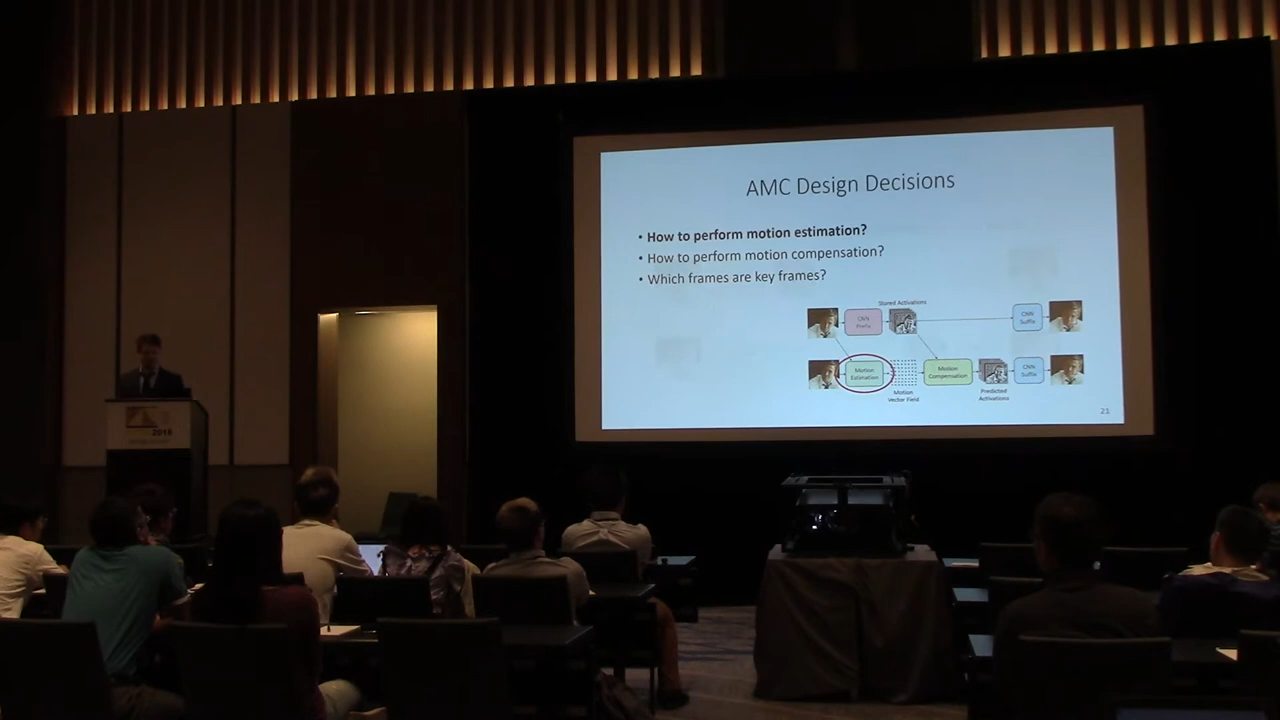 AMC Design Decisions
• How to perform motion estimation?
• How to perform motion compensation?
• Which frames are key frames?
Stored Activations
CNN
Prefix
CNN
Suffix
Motion
Estimation
Motion
Vector Field
Motion
Compensation
Predicted
Activations
CNN
Suffix
21
2018